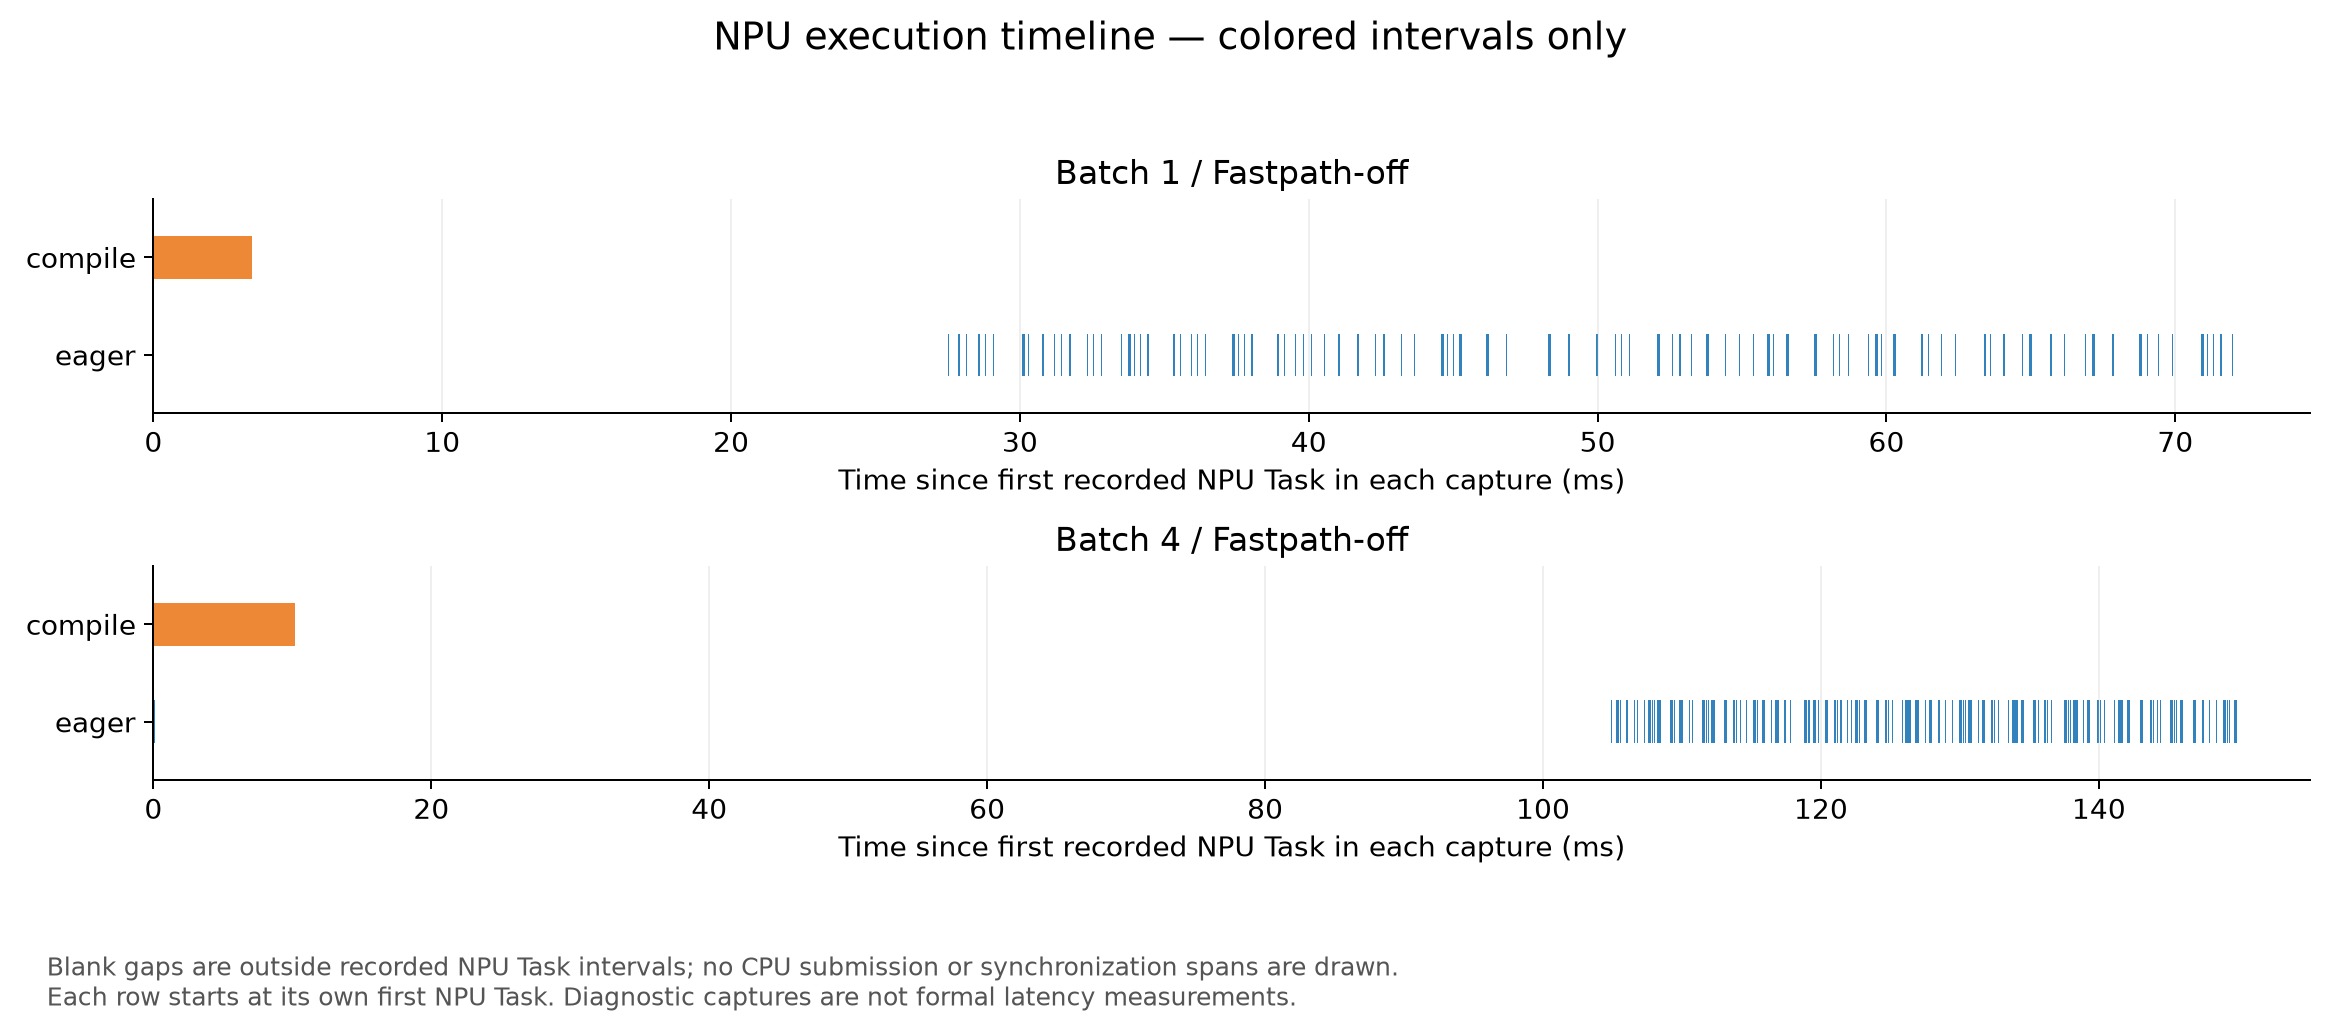 NPU execution timeline — colored intervals only
Batch 1 / Fastpath-off
compile
eager
0 10 20 30 40 50 60 70
Time since first recorded NPU Task in each capture (ms)
Batch 4 / Fastpath-off
compile
eager
0 20 40 60 80 100 120 140
Time since first recorded NPU Task in each capture (ms)
Blank gaps are outside recorded NPU Task intervals; no CPU submission or synchronization spans are drawn.
Each row starts at its own first NPU Task. Diagnostic captures are not formal latency measurements.